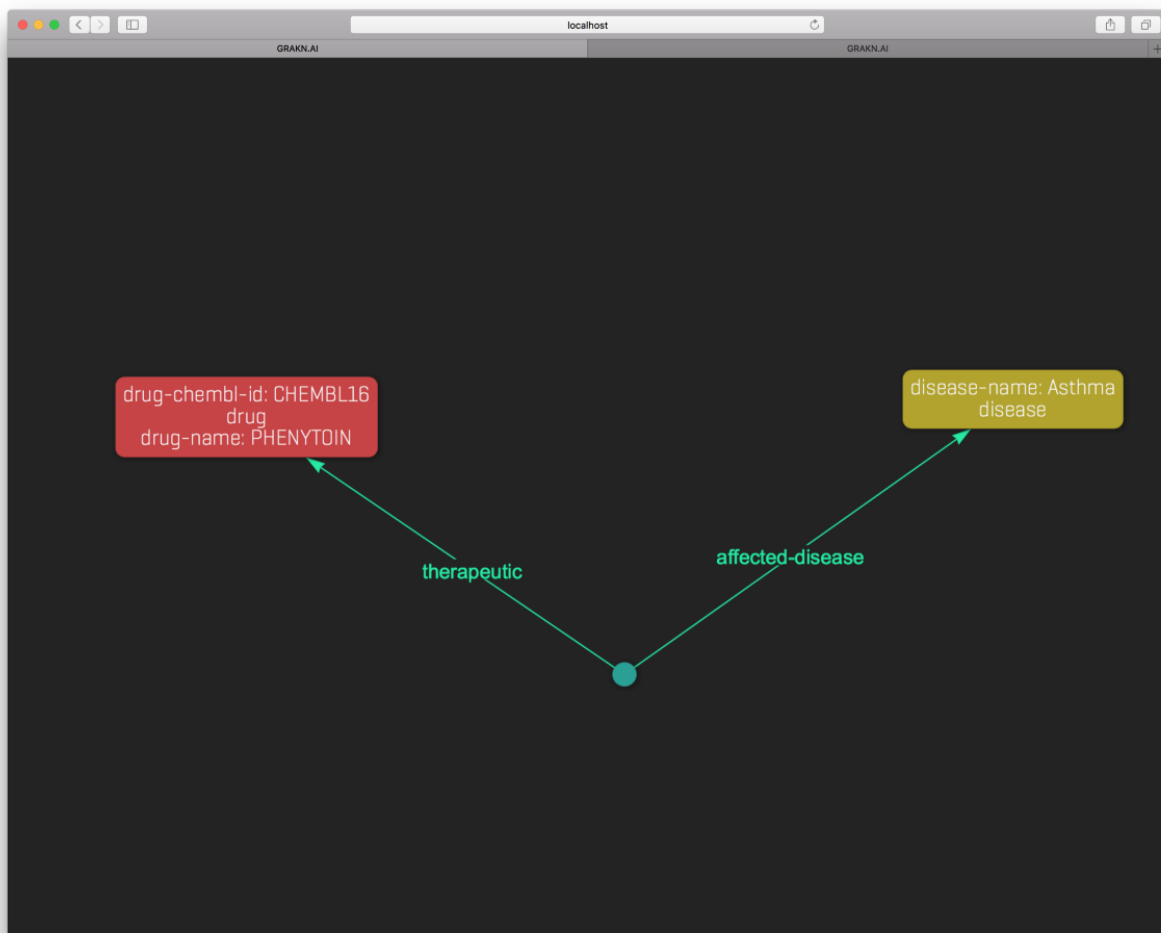 localhost
GRAKN.AI
GRAKN.AI
drug-chembl-id: CHEMBL16
drug
drug-name: PHENYTOIN
disease-name: Asthma
disease
therapeutic
affected-disease